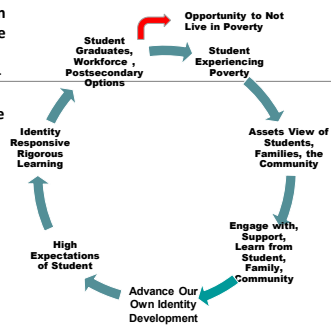 Opportunity to Not
Live in Poverty
Student
Graduates,
Workforce ,
Postsecondary
Options
Student
Experiencing
Poverty
Assets View of
Students,
Families, the
Community
Engage with,
Support,
Learn from
Student,
Family,
Community
Advance Our
Own Identity
Development
High
Expectations
of Student
Identity
Responsive
Rigorous
Learning